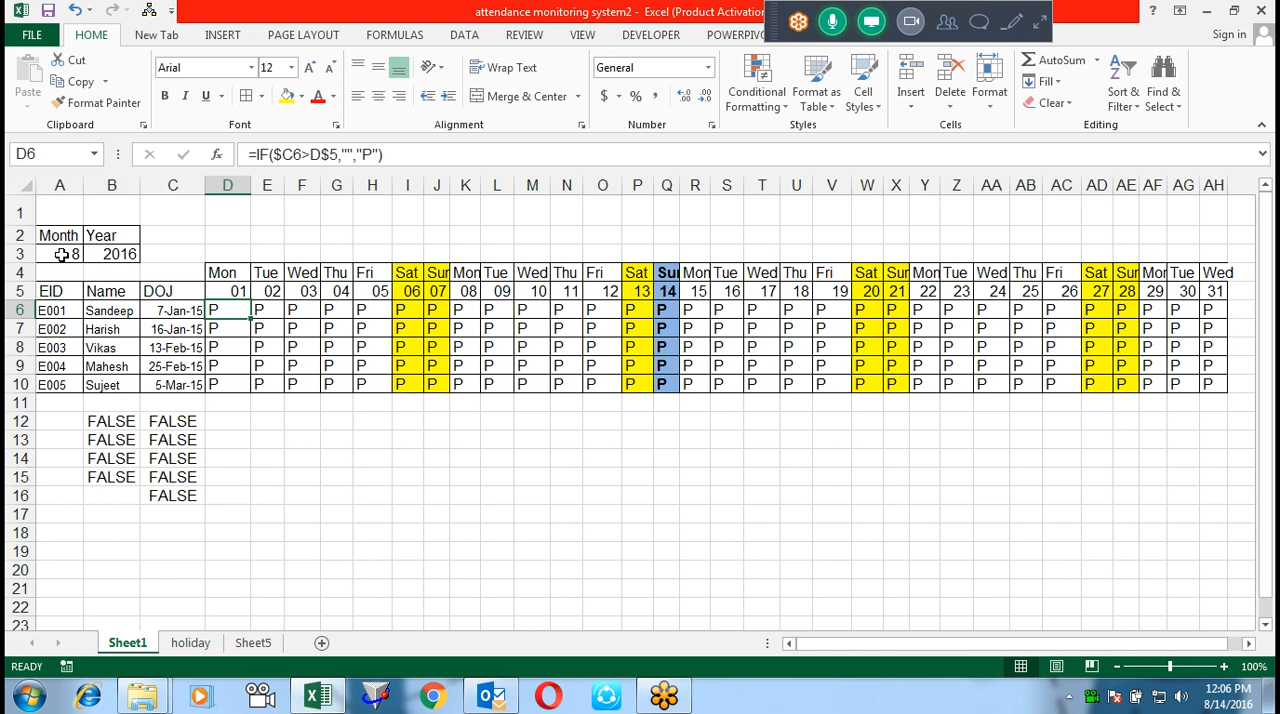 attendance monitoring system2 - Excel (Product Activation
FILE HOME New Tab INSERT PAGE LAYOUT FORMULAS DATA REVIEW VIEW DEVELOPER POWERPIV Sign in
Paste Cut Copy Format Painter
Arial 12 B I U A A A
Wrap Text
Merge & Center
General
$ % ,
Conditional Formatting Format as Table Cell Styles
Insert Delete Format
AutoSum Fill Clear
Sort & Filter Find & Select
Clipboard Font Alignment Number Styles Cells Editing
D6 fx =IF($C6>D$5,"","P")
A B C D E F G H I J K L M N O P Q R S T U V W X Y Z AA AB AC AD AE AF AG AH
1
2 Month Year
3 8 2016
4 Mon Tue Wed Thu Fri Sat Sun Mon Tue Wed Thu Fri Sat Sun Mon Tue Wed Thu Fri Sat Sun Mon Tue Wed Thu Fri Sat Sun Mon Tue Wed
5 EID Name DOJ 01 02 03 04 05 06 07 08 09 10 11 12 13 14 15 16 17 18 19 20 21 22 23 24 25 26 27 28 29 30 31
6 E001 Sandeep 7-Jan-15 P P P P P P P P P P P P P P P P P P P P P P P P P P P P P P P
7 E002 Harish 16-Jan-15 P P P P P P P P P P P P P P P P P P P P P P P P P P P P P P P
8 E003 Vikas 13-Feb-15 P P P P P P P P P P P P P P P P P P P P P P P P P P P P P P P
9 E004 Mahesh 25-Feb-15 P P P P P P P P P P P P P P P P P P P P P P P P P P P P P P P
10 E005 Sujeet 5-Mar-15 P P P P P P P P P P P P P P P P P P P P P P P P P P P P P P P
11
12 FALSE FALSE
13 FALSE FALSE
14 FALSE FALSE
15 FALSE FALSE
16 FALSE
17
18
19
20
21
22
23
Sheet1 holiday Sheet5
READY 100%
12:06 PM
8/14/2016